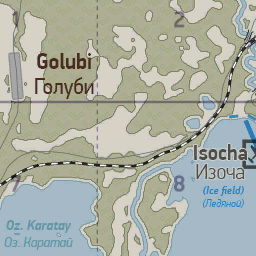 2
Golubi
Голуби
Isocha
Изоча
(Ice field)
(Ледяной)
7
8
Oz. Karatay
Оз. Каратай